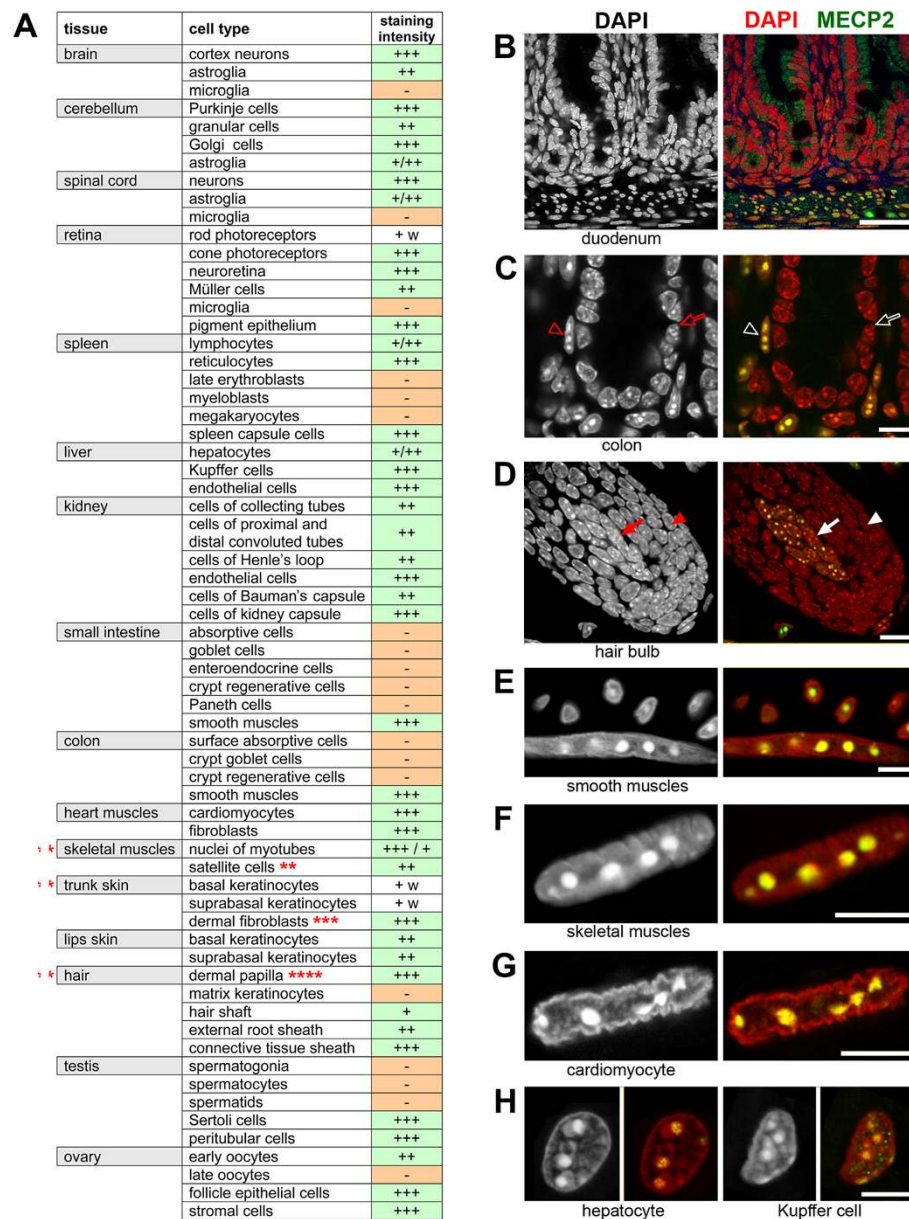 A
tissue cell type staining intensity
brain cortex neurons +++
astroglia ++
microglia -
cerebellum Purkinje cells +++
granular cells ++
Golgi cells +++
astroglia +/++
spinal cord neurons +++
astroglia +/++
microglia -
retina rod photoreceptors + w
cone photoreceptors +++
neuroretina +++
Müller cells ++
microglia -
pigment epithelium +++
spleen lymphocytes +/++
reticulocytes +++
late erythroblasts -
myeloblasts -
megakaryocytes -
spleen capsule cells +++
liver hepatocytes +/++
Kupffer cells +++
endothelial cells +++
kidney cells of collecting tubes ++
cells of proximal and
distal convoluted tubes ++
cells of Henle's loop ++
endothelial cells +++
cells of Bauman's capsule ++
cells of kidney capsule +++
small intestine absorptive cells -
goblet cells -
enteroendocrine cells -
crypt regenerative cells -
Paneth cells -
smooth muscles +++
colon surface absorptive cells -
crypt goblet cells -
crypt regenerative cells -
smooth muscles +++
heart muscles cardiomyocytes +++
fibroblasts +++
* * skeletal muscles nuclei of myotubes +++ / +
satellite cells ** ++
* * trunk skin basal keratinocytes + w
suprabasal keratinocytes + w
dermal fibroblasts *** +++
lips skin basal keratinocytes ++
suprabasal keratinocytes ++
* * hair dermal papilla **** +++
matrix keratinocytes -
hair shaft +
external root sheath ++
connective tissue sheath +++
testis spermatogonia -
spermatocytes -
spermatids -
Sertoli cells +++
peritubular cells +++
ovary early oocytes ++
late oocytes -
follicle epithelial cells +++
stromal cells +++
DAPI DAPI MECP2
B
duodenum
C
colon
D
hair bulb
E
smooth muscles
F
skeletal muscles
G
cardiomyocyte
H
hepatocyte Kupffer cell